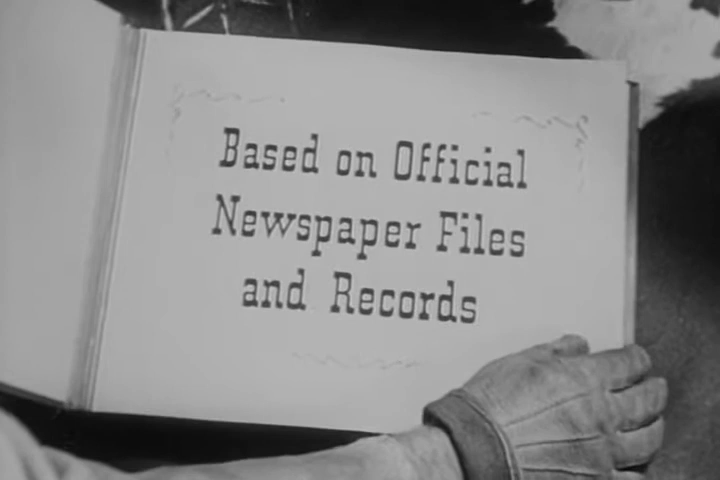 Based on Official
Newspaper Files
and Records